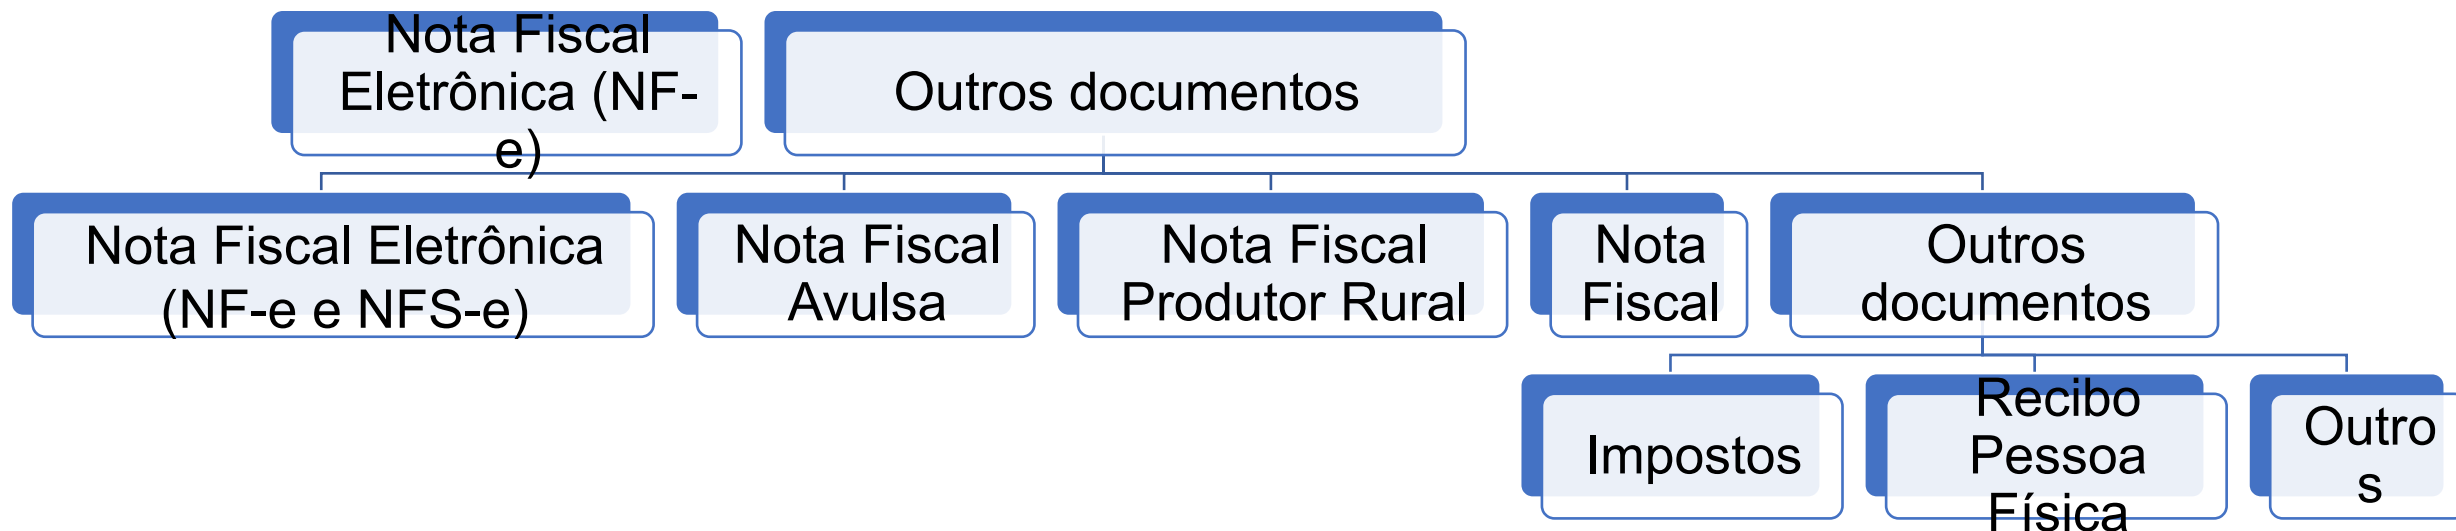 Nota Fiscal
Eletrônica (NF-
e)
Outros documentos
Nota Fiscal Eletrônica
(NF-e e NFS-e)
Nota Fiscal
Avulsa
Nota Fiscal
Produtor Rural
Nota
Fiscal
Outros
documentos
Impostos
Recibo
Pessoa
Física
Outro
s